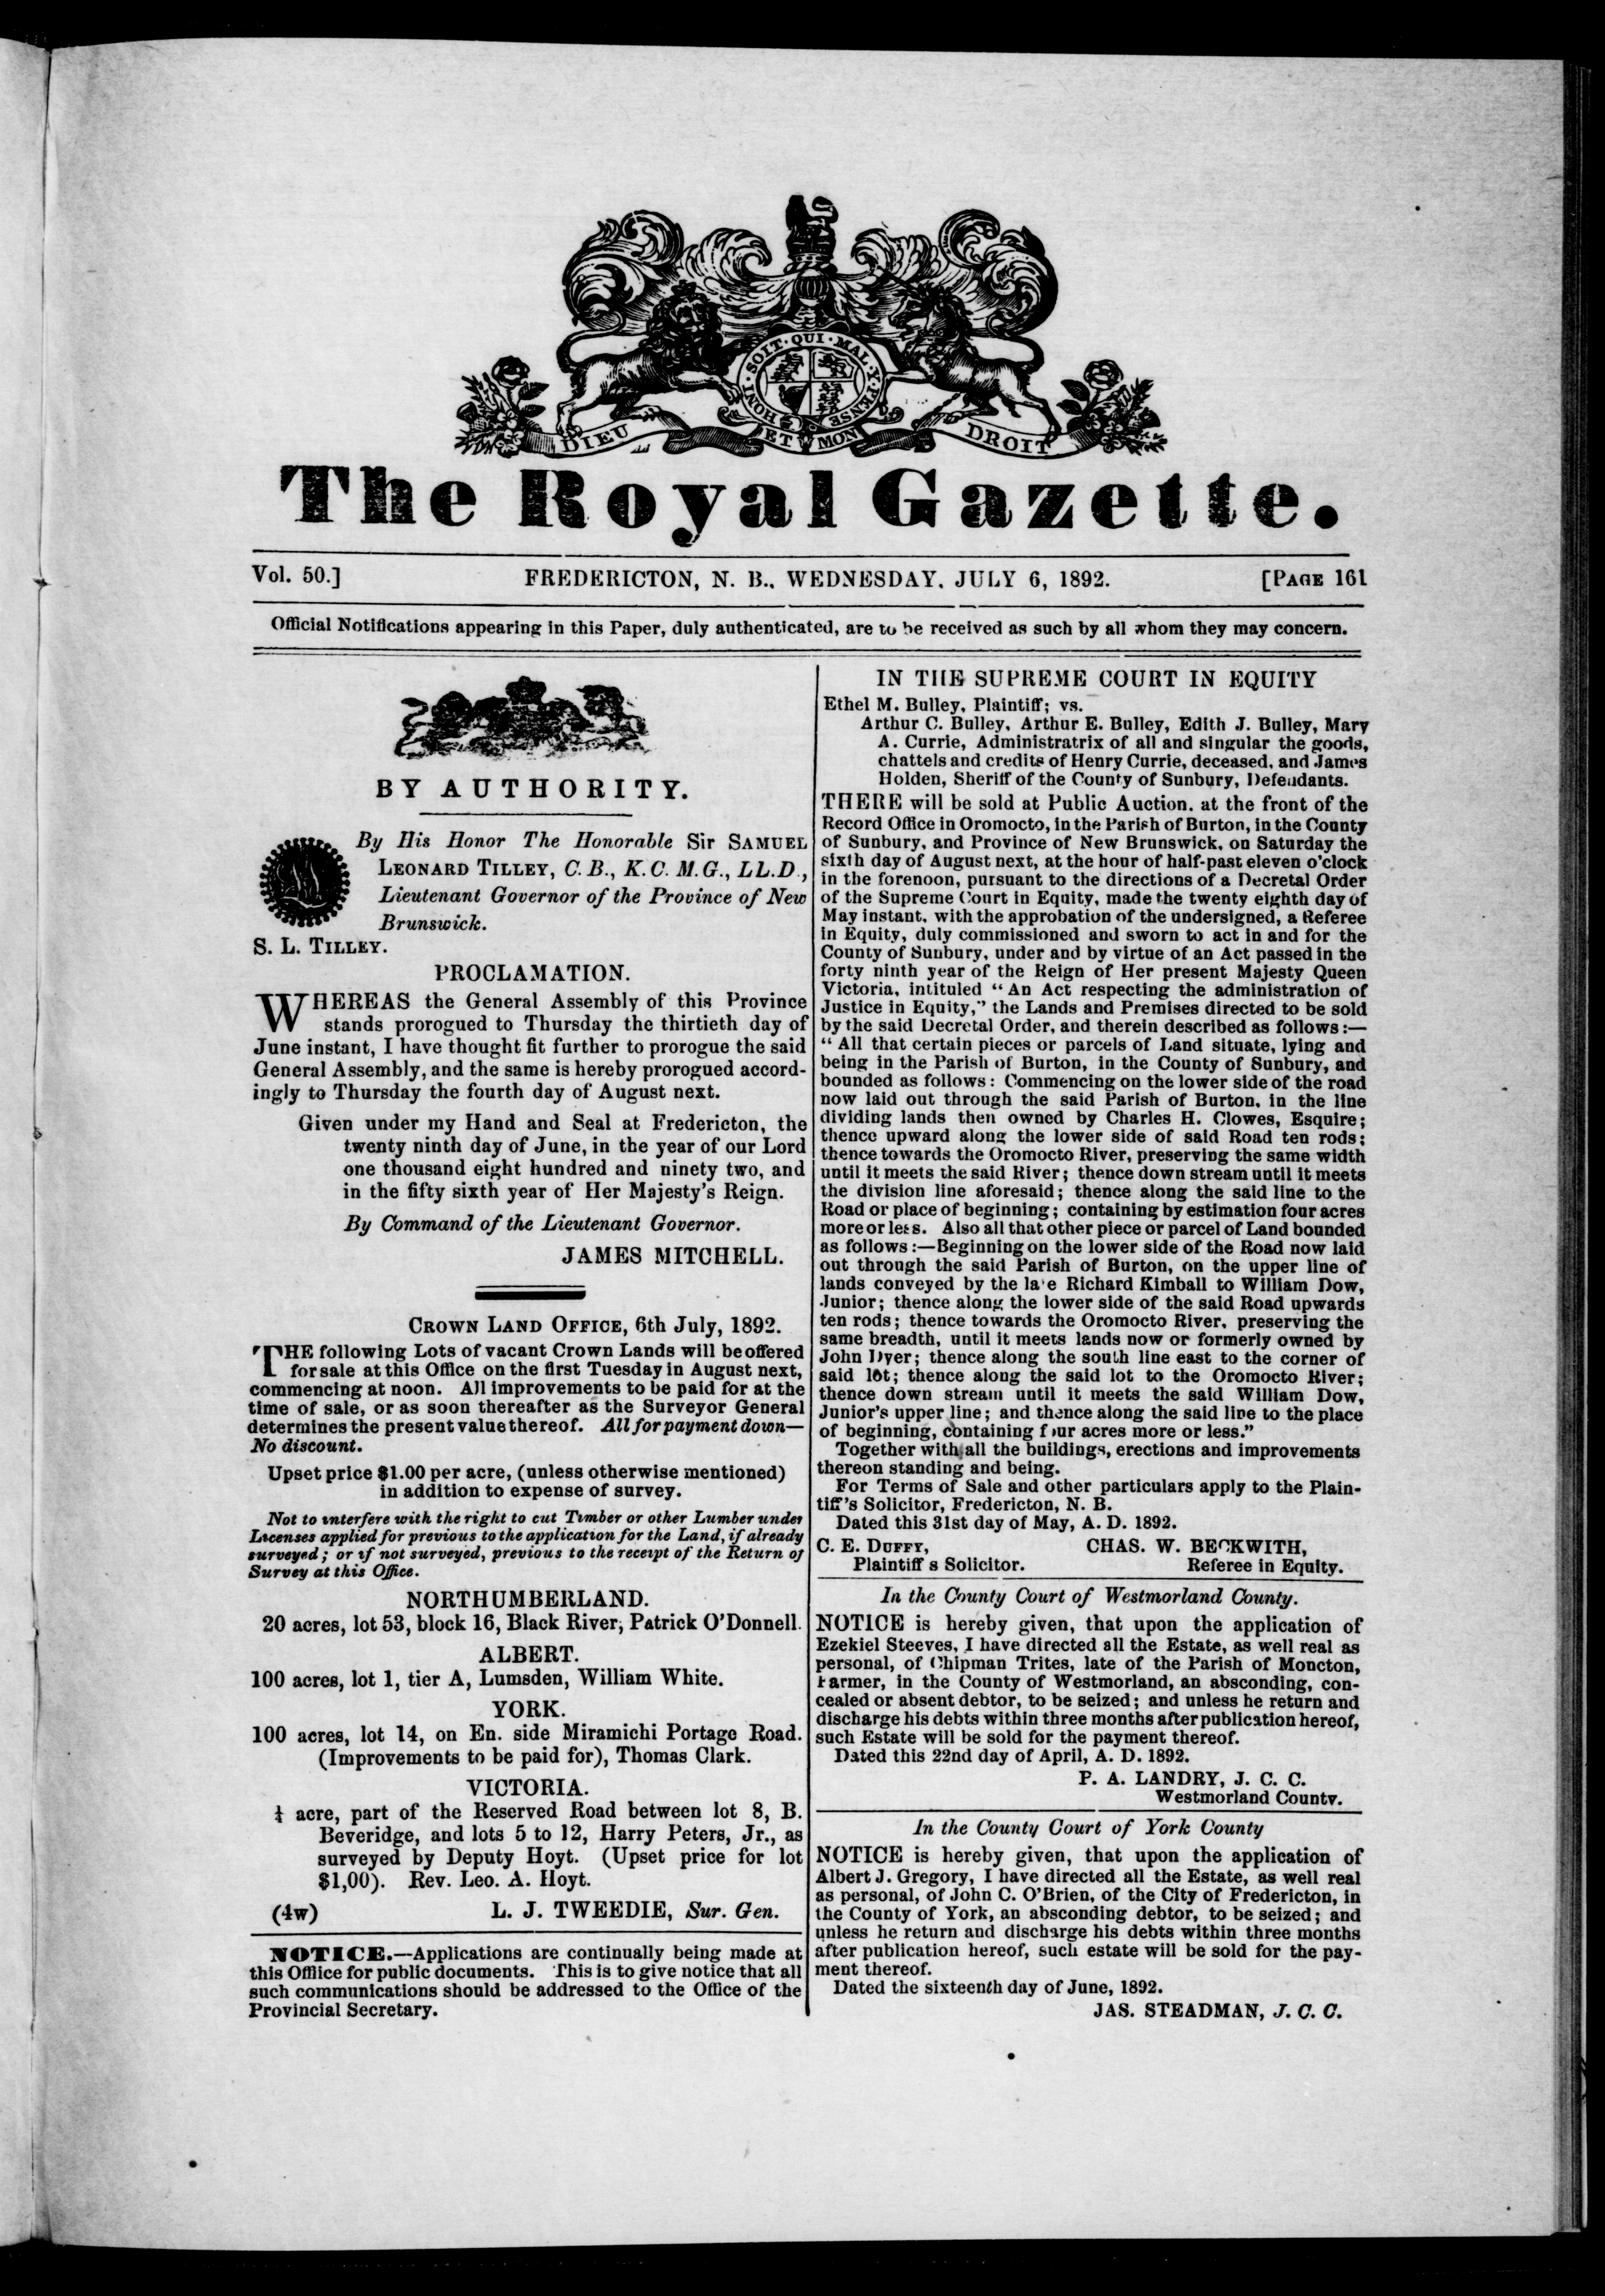 HONI · SOIT · QUI · MAL · Y · PENSE
DIEU ET MON DROIT
The Royal Gazette.
Vol. 50.] FREDERICTON, N. B., WEDNESDAY, JULY 6, 1892. [PAGE 161
Official Notifications appearing in this Paper, duly authenticated, are to be received as such by all whom they may concern.
BY AUTHORITY.
By His Honor The Honorable Sir SAMUEL
LEONARD TILLEY, C. B., K. C. M. G., LL.D.,
Lieutenant Governor of the Province of New
Brunswick.
S. L. TILLEY.
PROCLAMATION.
WHEREAS the General Assembly of this Province
stands prorogued to Thursday the thirtieth day of
June instant, I have thought fit further to prorogue the said
General Assembly, and the same is hereby prorogued accord-
ingly to Thursday the fourth day of August next.
Given under my Hand and Seal at Fredericton, the
twenty ninth day of June, in the year of our Lord
one thousand eight hundred and ninety two, and
in the fifty sixth year of Her Majesty's Reign.
By Command of the Lieutenant Governor.
JAMES MITCHELL.
CROWN LAND OFFICE, 6th July, 1892.
THE following Lots of vacant Crown Lands will be offered
for sale at this Office on the first Tuesday in August next,
commencing at noon. All improvements to be paid for at the
time of sale, or as soon thereafter as the Surveyor General
determines the present value thereof. All for payment down—
No discount.
Upset price $1.00 per acre, (unless otherwise mentioned)
in addition to expense of survey.
Not to interfere with the right to cut Timber or other Lumber under
Licenses applied for previous to the application for the Land, if already
surveyed; or if not surveyed, previous to the receipt of the Return of
Survey at this Office.
NORTHUMBERLAND.
20 acres, lot 53, block 16, Black River, Patrick O'Donnell.
ALBERT.
100 acres, lot 1, tier A, Lumsden, William White.
YORK.
100 acres, lot 14, on En. side Miramichi Portage Road.
(Improvements to be paid for), Thomas Clark.
VICTORIA.
acre, part of the Reserved Road between lot 8, B.
Beveridge, and lots 5 to 12, Harry Peters, Jr., as
surveyed by Deputy Hoyt. (Upset price for lot
$1,00). Rev. Leo. A. Hoyt.
(4w) L. J. TWEEDIE, Sur. Gen.
NOTICE.—Applications are continually being made at
this Offiice for public documents. This is to give notice that all
such communications should be addressed to the Office of the
Provincial Secretary.
IN THE SUPREME COURT IN EQUITY
Ethel M. Bulley, Plaintiff; vs.
Arthur C. Bulley, Arthur E. Bulley, Edith J. Bulley, Mary
A. Currie, Administratrix of all and singular the goods,
chattels and credits of Henry Currie, deceased, and James
Holden, Sheriff of the County of Sunbury, Defendants.
THERE will be sold at Public Auction, at the front of the
Record Office in Oromocto, in the Parish of Burton, in the County
of Sunbury, and Province of New Brunswick, on Saturday the
sixth day of August next, at the hour of half-past eleven o'clock
in the forenoon, pursuant to the directions of a Decretal Order
of the Supreme Court in Equity, made the twenty eighth day of
May instant, with the approbation of the undersigned, a Referee
in Equity, duly commissioned and sworn to act in and for the
County of Sunbury, under and by virtue of an Act passed in the
forty ninth year of the Reign of Her present Majesty Queen
Victoria, intituled "An Act respecting the administration of
Justice in Equity," the Lands and Premises directed to be sold
by the said Decretal Order, and therein described as follows:—
"All that certain pieces or parcels of Land situate, lying and
being in the Parish of Burton, in the County of Sunbury, and
bounded as follows: Commencing on the lower side of the road
now laid out through the said Parish of Burton, in the line
dividing lands then owned by Charles H. Clowes, Esquire;
thence upward along the lower side of said Road ten rods;
thence towards the Oromocto River, preserving the same width
until it meets the said River; thence down stream until it meets
the division line aforesaid; thence along the said line to the
Road or place of beginning; containing by estimation four acres
more or less. Also all that other piece or parcel of Land bounded
as follows:—Beginning on the lower side of the Road now laid
out through the said Parish of Burton, on the upper line of
lands conveyed by the late Richard Kimball to William Dow,
Junior; thence along the lower side of the said Road upwards
ten rods; thence towards the Oromocto River, preserving the
same breadth, until it meets lands now or formerly owned by
John Dyer; thence along the south line east to the corner of
said lot; thence along the said lot to the Oromocto River;
thence down stream until it meets the said William Dow,
Junior's upper line; and thence along the said line to the place
of beginning, containing four acres more or less."
Together with all the buildings, erections and improvements
thereon standing and being.
For Terms of Sale and other particulars apply to the Plain-
tiff's Solicitor, Fredericton, N. B.
Dated this 31st day of May, A. D. 1892.
C. E. DUFFY, CHAS. W. BECKWITH,
Plaintiff s Solicitor. Referee in Equity.
In the County Court of Westmorland County.
NOTICE is hereby given, that upon the application of
Ezekiel Steeves, I have directed all the Estate, as well real as
personal, of Chipman Trites, late of the Parish of Moncton,
Farmer, in the County of Westmorland, an absconding, con-
cealed or absent debtor, to be seized; and unless he return and
discharge his debts within three months after publication hereof,
such Estate will be sold for the payment thereof.
Dated this 22nd day of April, A. D. 1892.
P. A. LANDRY, J. C. C.
Westmorland County.
In the County Court of York County
NOTICE is hereby given, that upon the application of
Albert J. Gregory, I have directed all the Estate, as well real
as personal, of John C. O'Brien, of the City of Fredericton, in
the County of York, an absconding debtor, to be seized; and
unless he return and discharge his debts within three months
after publication hereof, such estate will be sold for the pay-
ment thereof.
Dated the sixteenth day of June, 1892.
JAS. STEADMAN, J. C. C.